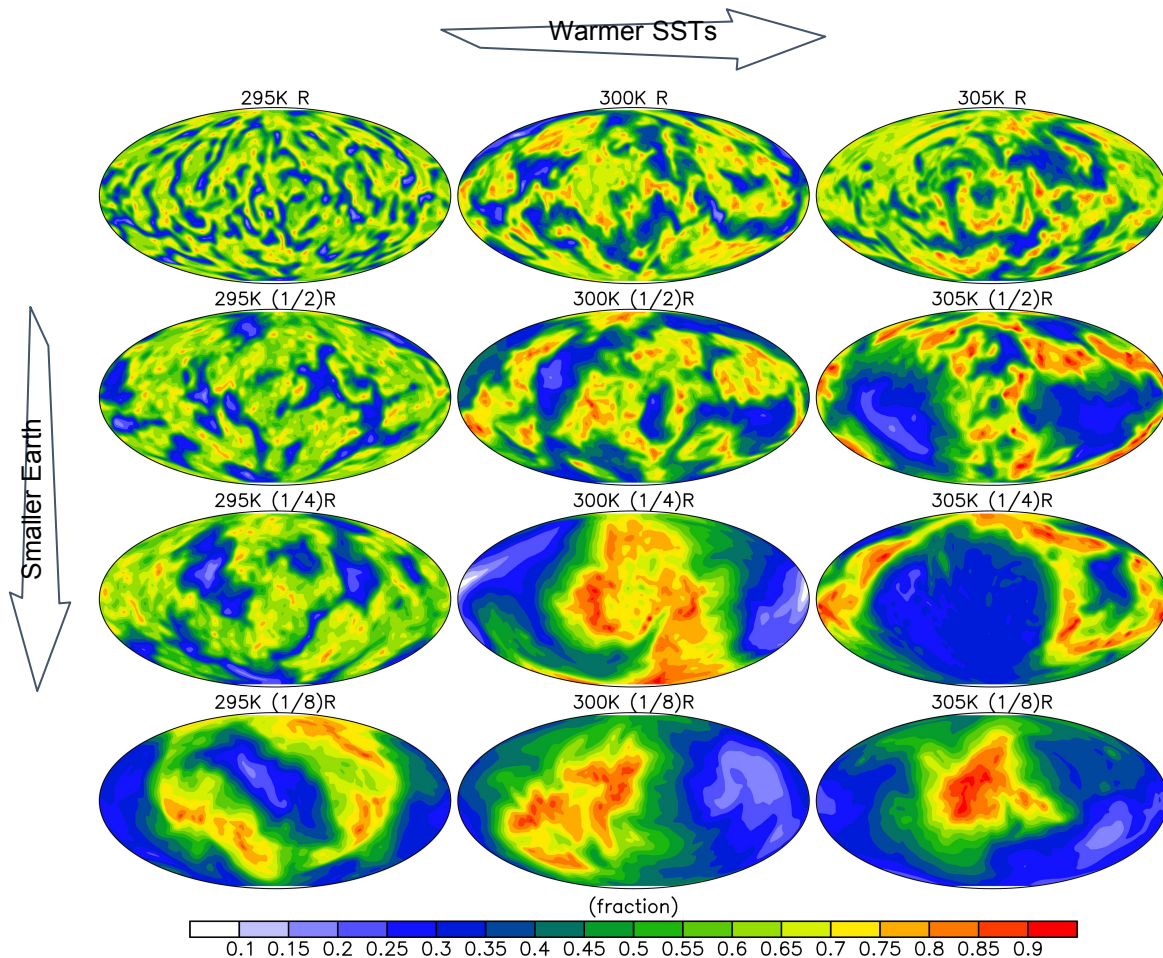 Warmer SSTs
295K R
300K R
305K R
Smaller Earth
295K (1/2)R
300K (1/2)R
305K (1/2)R
295K (1/4)R
300K (1/4)R
305K (1/4)R
295K (1/8)R
300K (1/8)R
305K (1/8)R
(fraction)
0.1 0.15 0.2 0.25 0.3 0.35 0.4 0.45 0.5 0.55 0.6 0.65 0.7 0.75 0.8 0.85 0.9